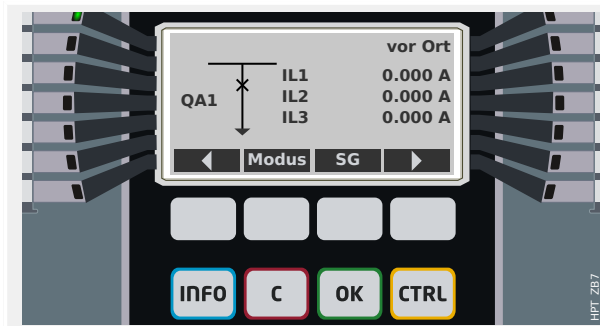 vor Ort
IL1 0.000 A
QA1 IL2 0.000 A
IL3 0.000 A
Modus SG
INFO C OK CTRL
HPT_ZB7